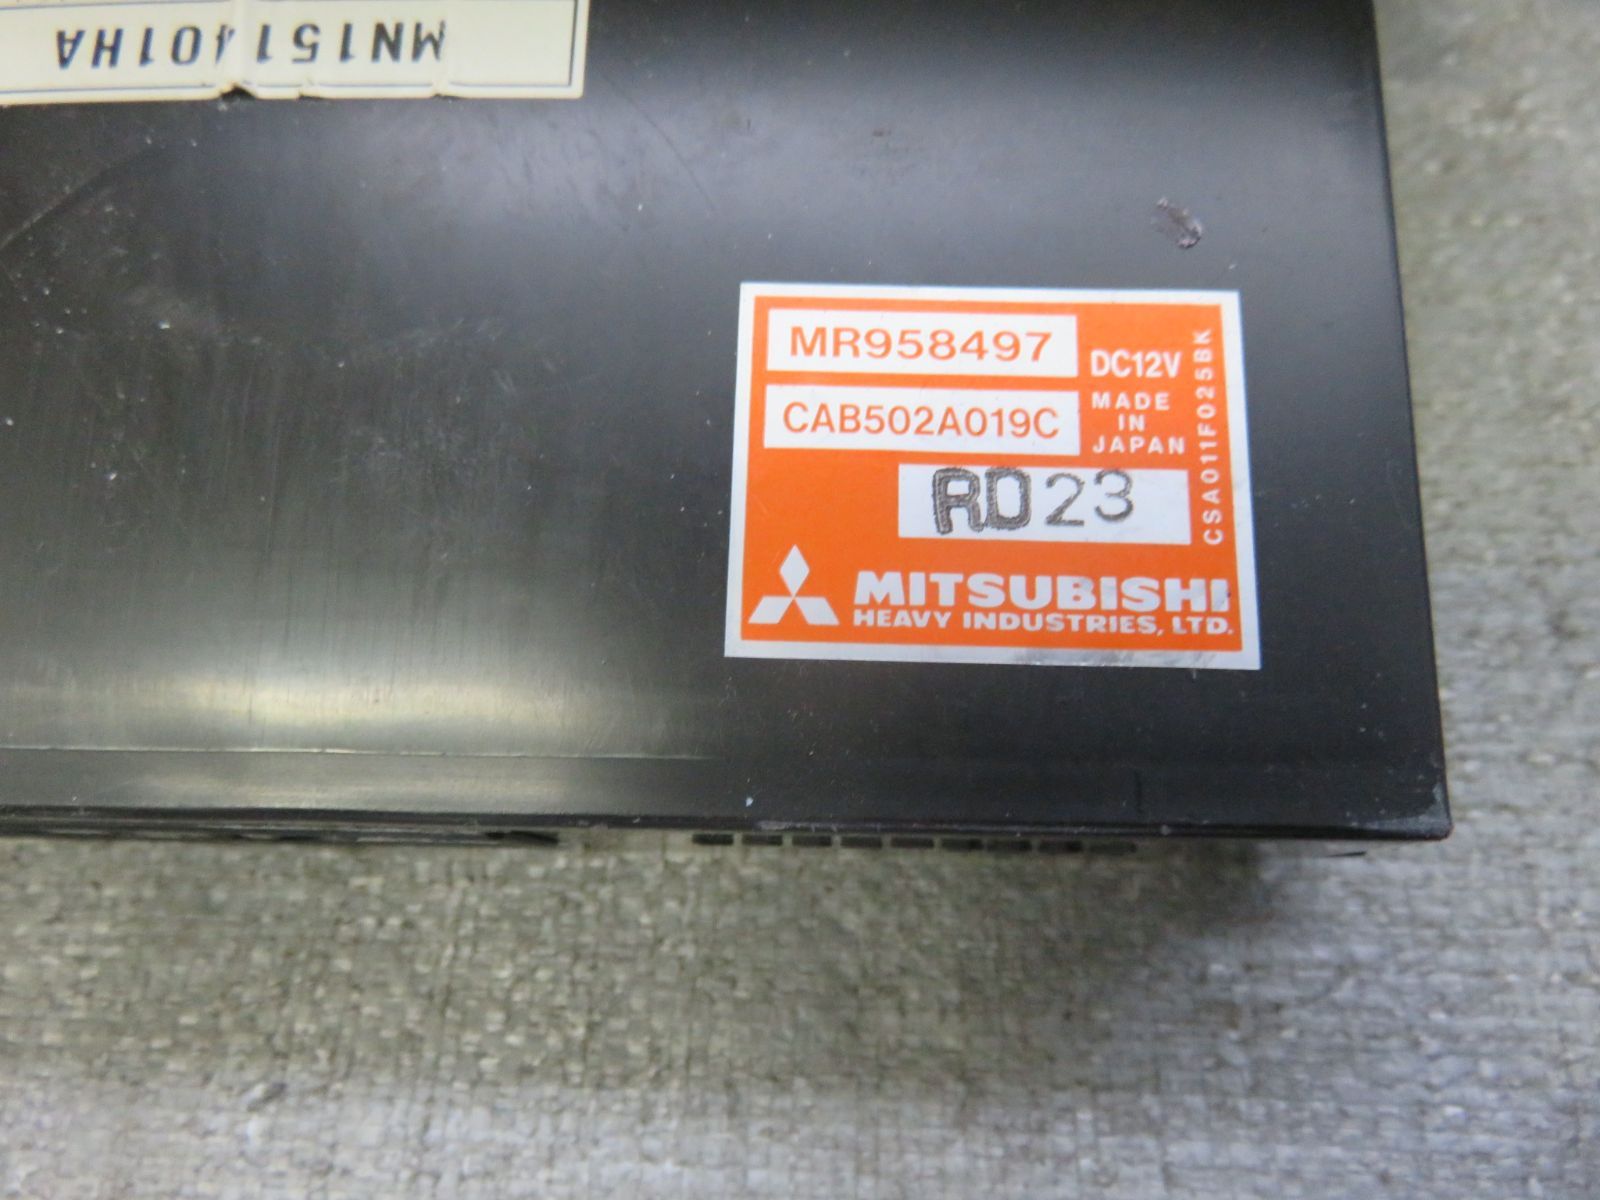 MN151401HA
MR958497
CAB502A019C
DC12V
MADE
IN
JAPAN
CSA011F025BK
RD23
MITSUBISHI
HEAVY INDUSTRIES, LTD.